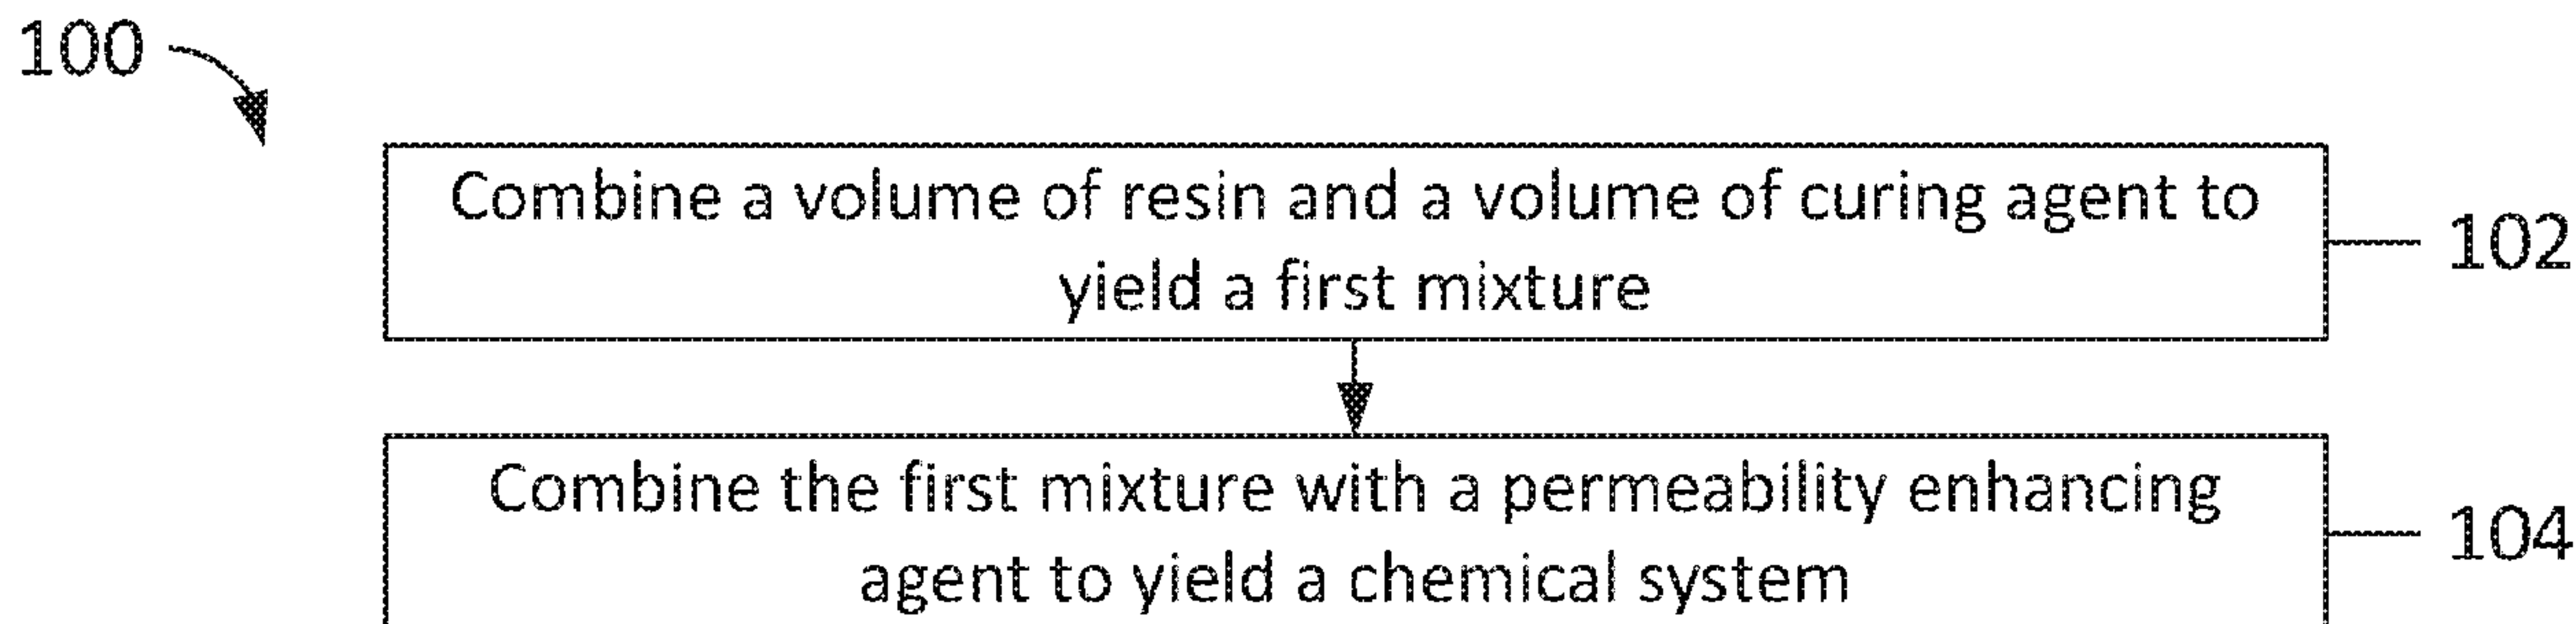 100
Combine a volume of resin and a volume of curing agent to
yield a first mixture
102
Combine the first mixture with a permeability enhancing
agent to yield a chemical system
104